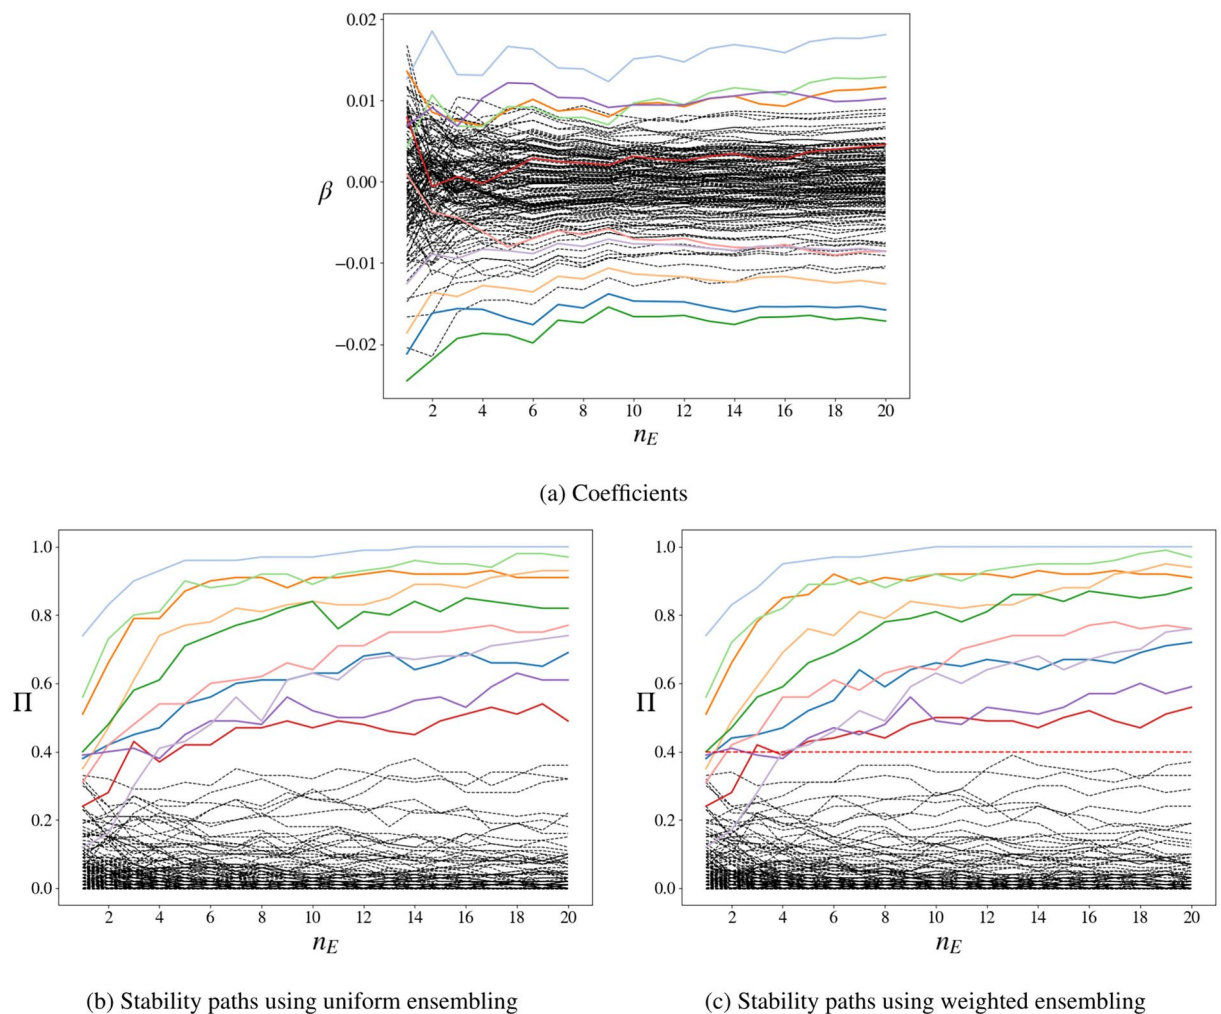 0.02
0.01
0.00
β
−0.01
−0.02
2 4 6 8 10 12 14 16 18 20
n_E
(a) Coefficients
1.0 1.0
0.8 0.8
0.6 0.6
Π Π
0.4 0.4
0.2 0.2
0.0 0.0
2 4 6 8 10 12 14 16 18 20 2 4 6 8 10 12 14 16 18 20
n_E n_E
(b) Stability paths using uniform ensembling (c) Stability paths using weighted ensembling